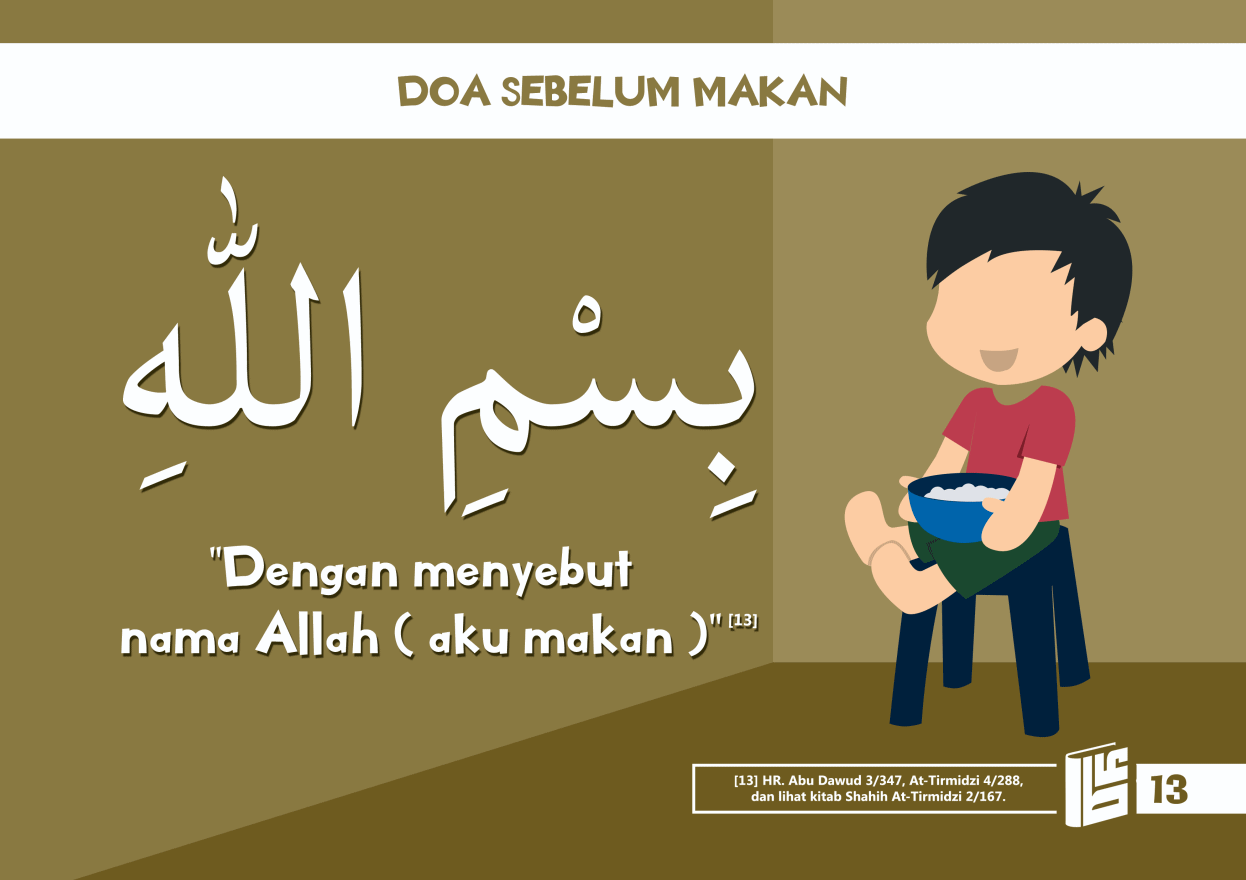 DOA SEBELUM MAKAN
بِسْمِ اللّٰهِ
"Dengan menyebut
nama Allah ( aku makan )" [13]
[13] HR. Abu Dawud 3/347, At-Tirmidzi 4/288,
dan lihat kitab Shahih At-Tirmidzi 2/167.
13